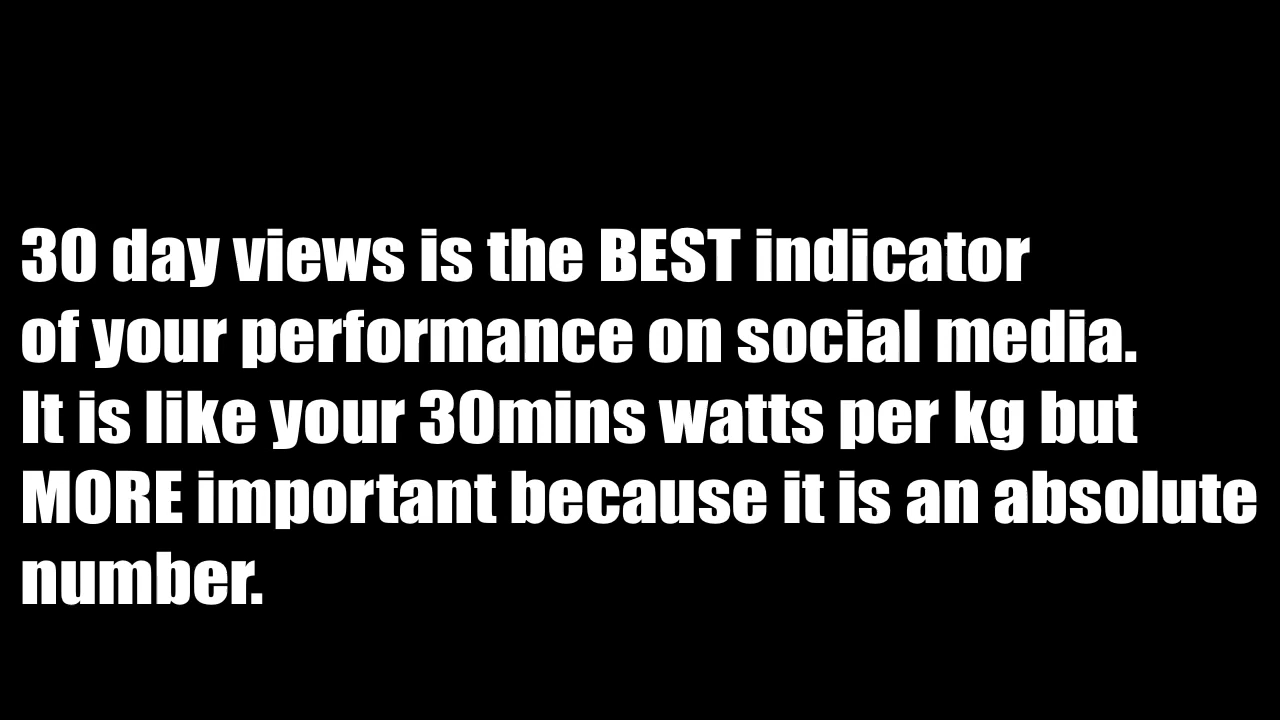 30 day views is the BEST indicator
of your performance on social media.
It is like your 30mins watts per kg but
MORE important because it is an absolute
number.